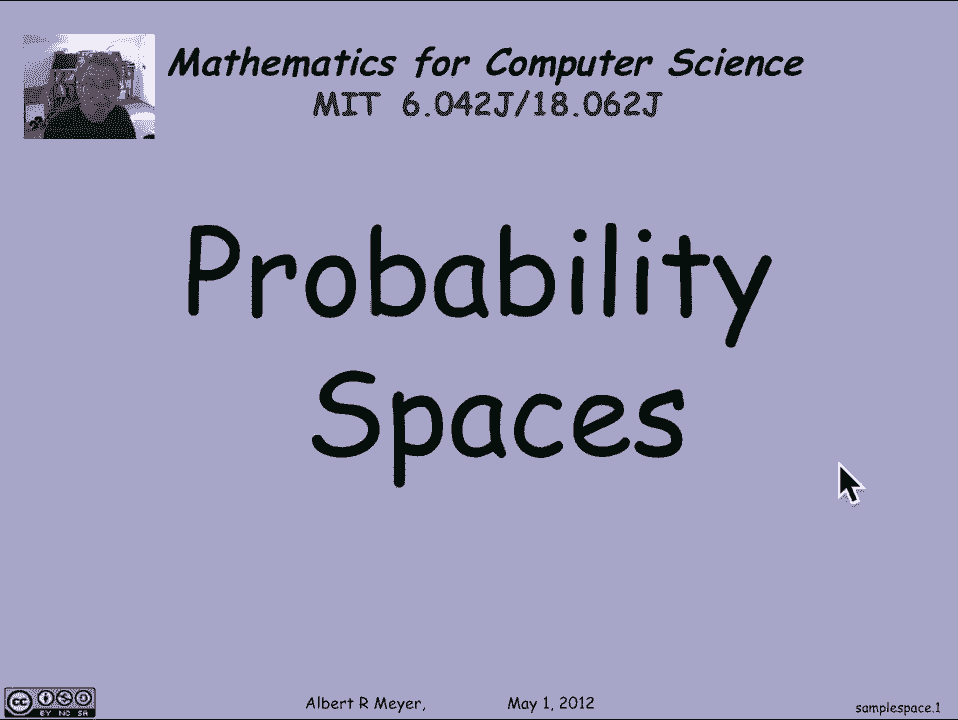 Mathematics for Computer Science
MIT 6.042J/18.062J
Probability
Spaces
cc BY NC SA
Albert R Meyer, May 1, 2012
samplespace.1